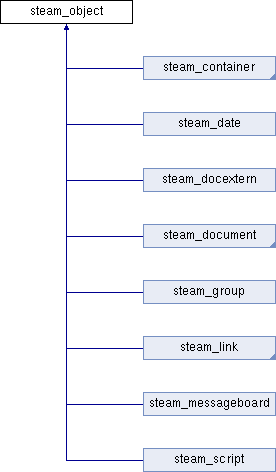 steam_object
steam_container
steam_date
steam_docextern
steam_document
steam_group
steam_link
steam_messageboard
steam_script